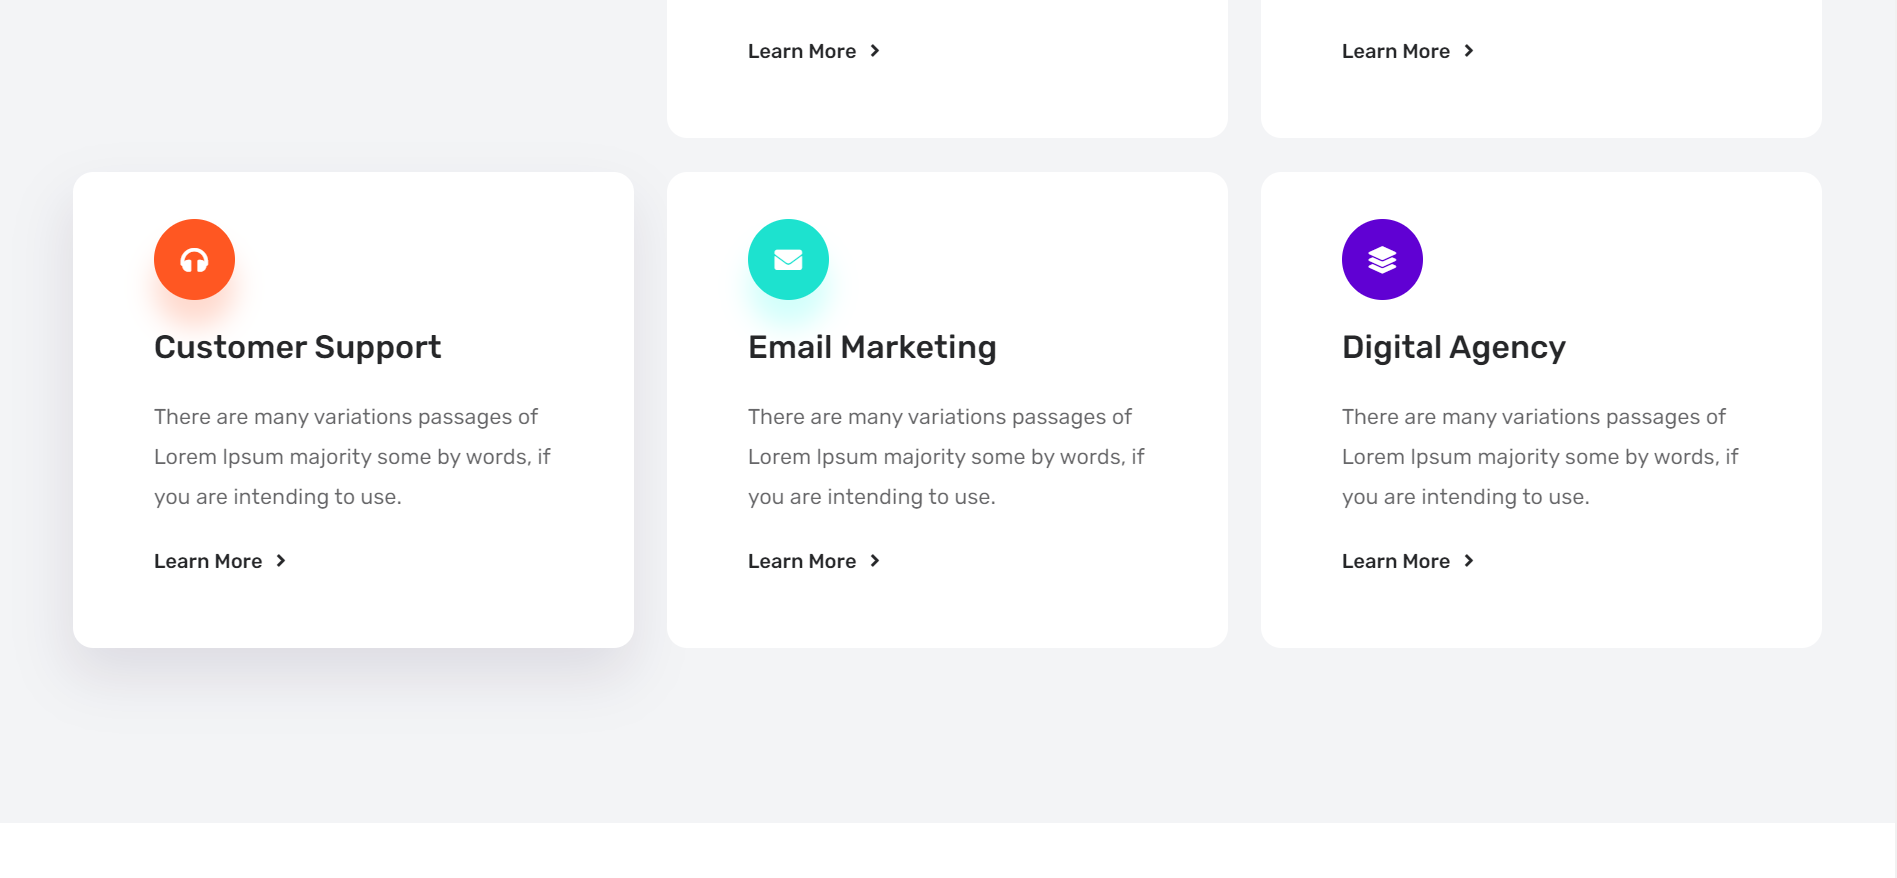 Learn More
Learn More
Customer Support
There are many variations passages of
Lorem Ipsum majority some by words, if
you are intending to use.
Learn More
Email Marketing
There are many variations passages of
Lorem Ipsum majority some by words, if
you are intending to use.
Learn More
Digital Agency
There are many variations passages of
Lorem Ipsum majority some by words, if
you are intending to use.
Learn More